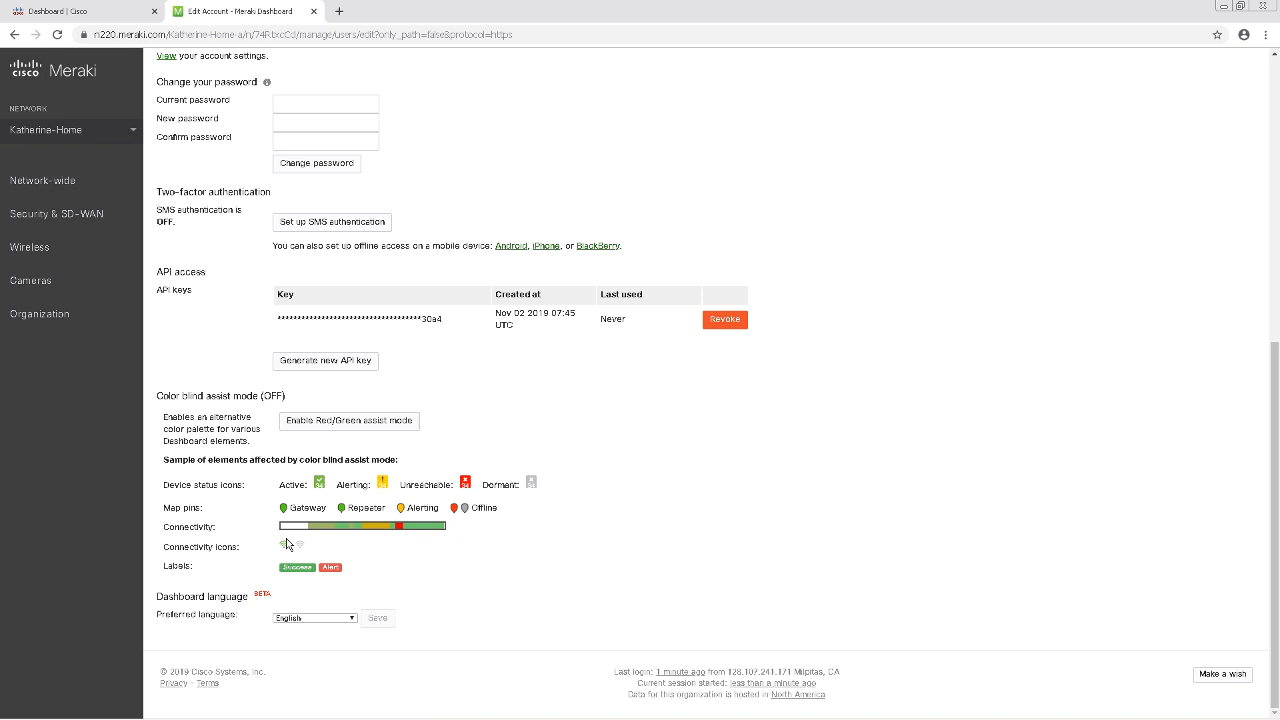 Dashboard | Cisco
Edit Account - Meraki Dashboard
n220.meraki.com/Katherine-Home-a/n/74RtxcCd/manage/users/edit?only_path=false&protocol=https
cisco Meraki
NETWORK
Katherine-Home
Network-wide
Security & SD-WAN
Wireless
Cameras
Organization
View your account settings.
Change your password
Current password
New password
Confirm password
Change password
Two-factor authentication
SMS authentication is
OFF.
Set up SMS authentication
You can also set up offline access on a mobile device: Android, iPhone, or BlackBerry.
API access
API keys
Key Created at Last used
************************************30a4 Nov 02 2019 07:45 UTC Never Revoke
Generate new API key
Color blind assist mode (OFF)
Enables an alternative
color palette for various
Dashboard elements.
Enable Red/Green assist mode
Sample of elements affected by color blind assist mode:
Device status icons: Active: Alerting: Unreachable: Dormant:
Map pins: Gateway Repeater Alerting Offline
Connectivity:
Connectivity icons:
Labels: Success Alert
Dashboard language BETA
Preferred language: English Save
© 2019 Cisco Systems, Inc.
Privacy - Terms
Last login: 1 minute ago from 128.107.241.171 Milpitas, CA
Current session started: less than a minute ago
Data for this organization is hosted in North America
Make a wish